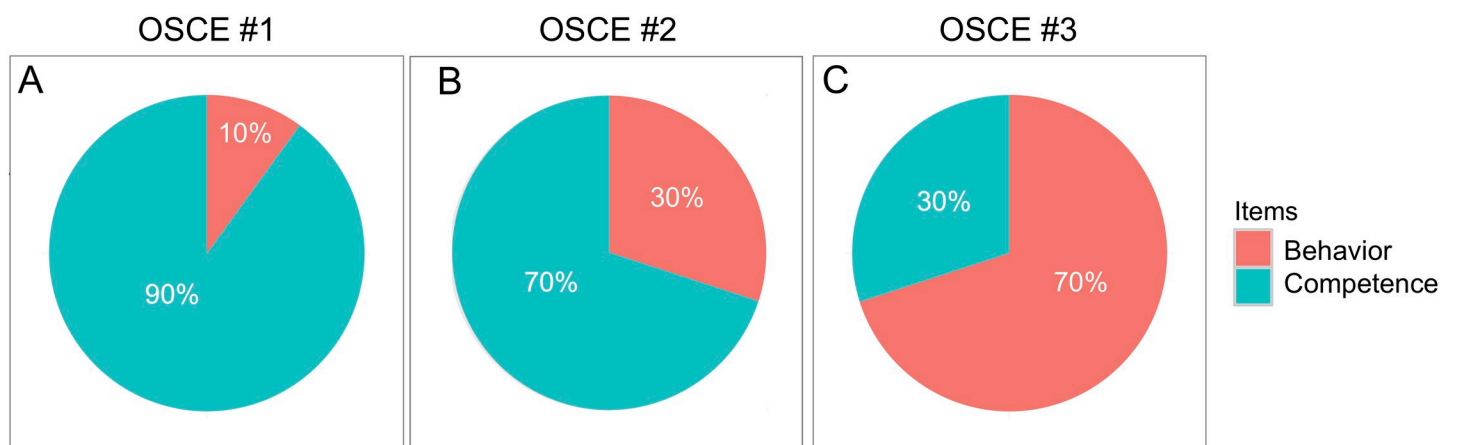 OSCE #1
OSCE #2
OSCE #3
A
10%
90%
B
30%
70%
C
30%
70%
Items
Behavior
Competence